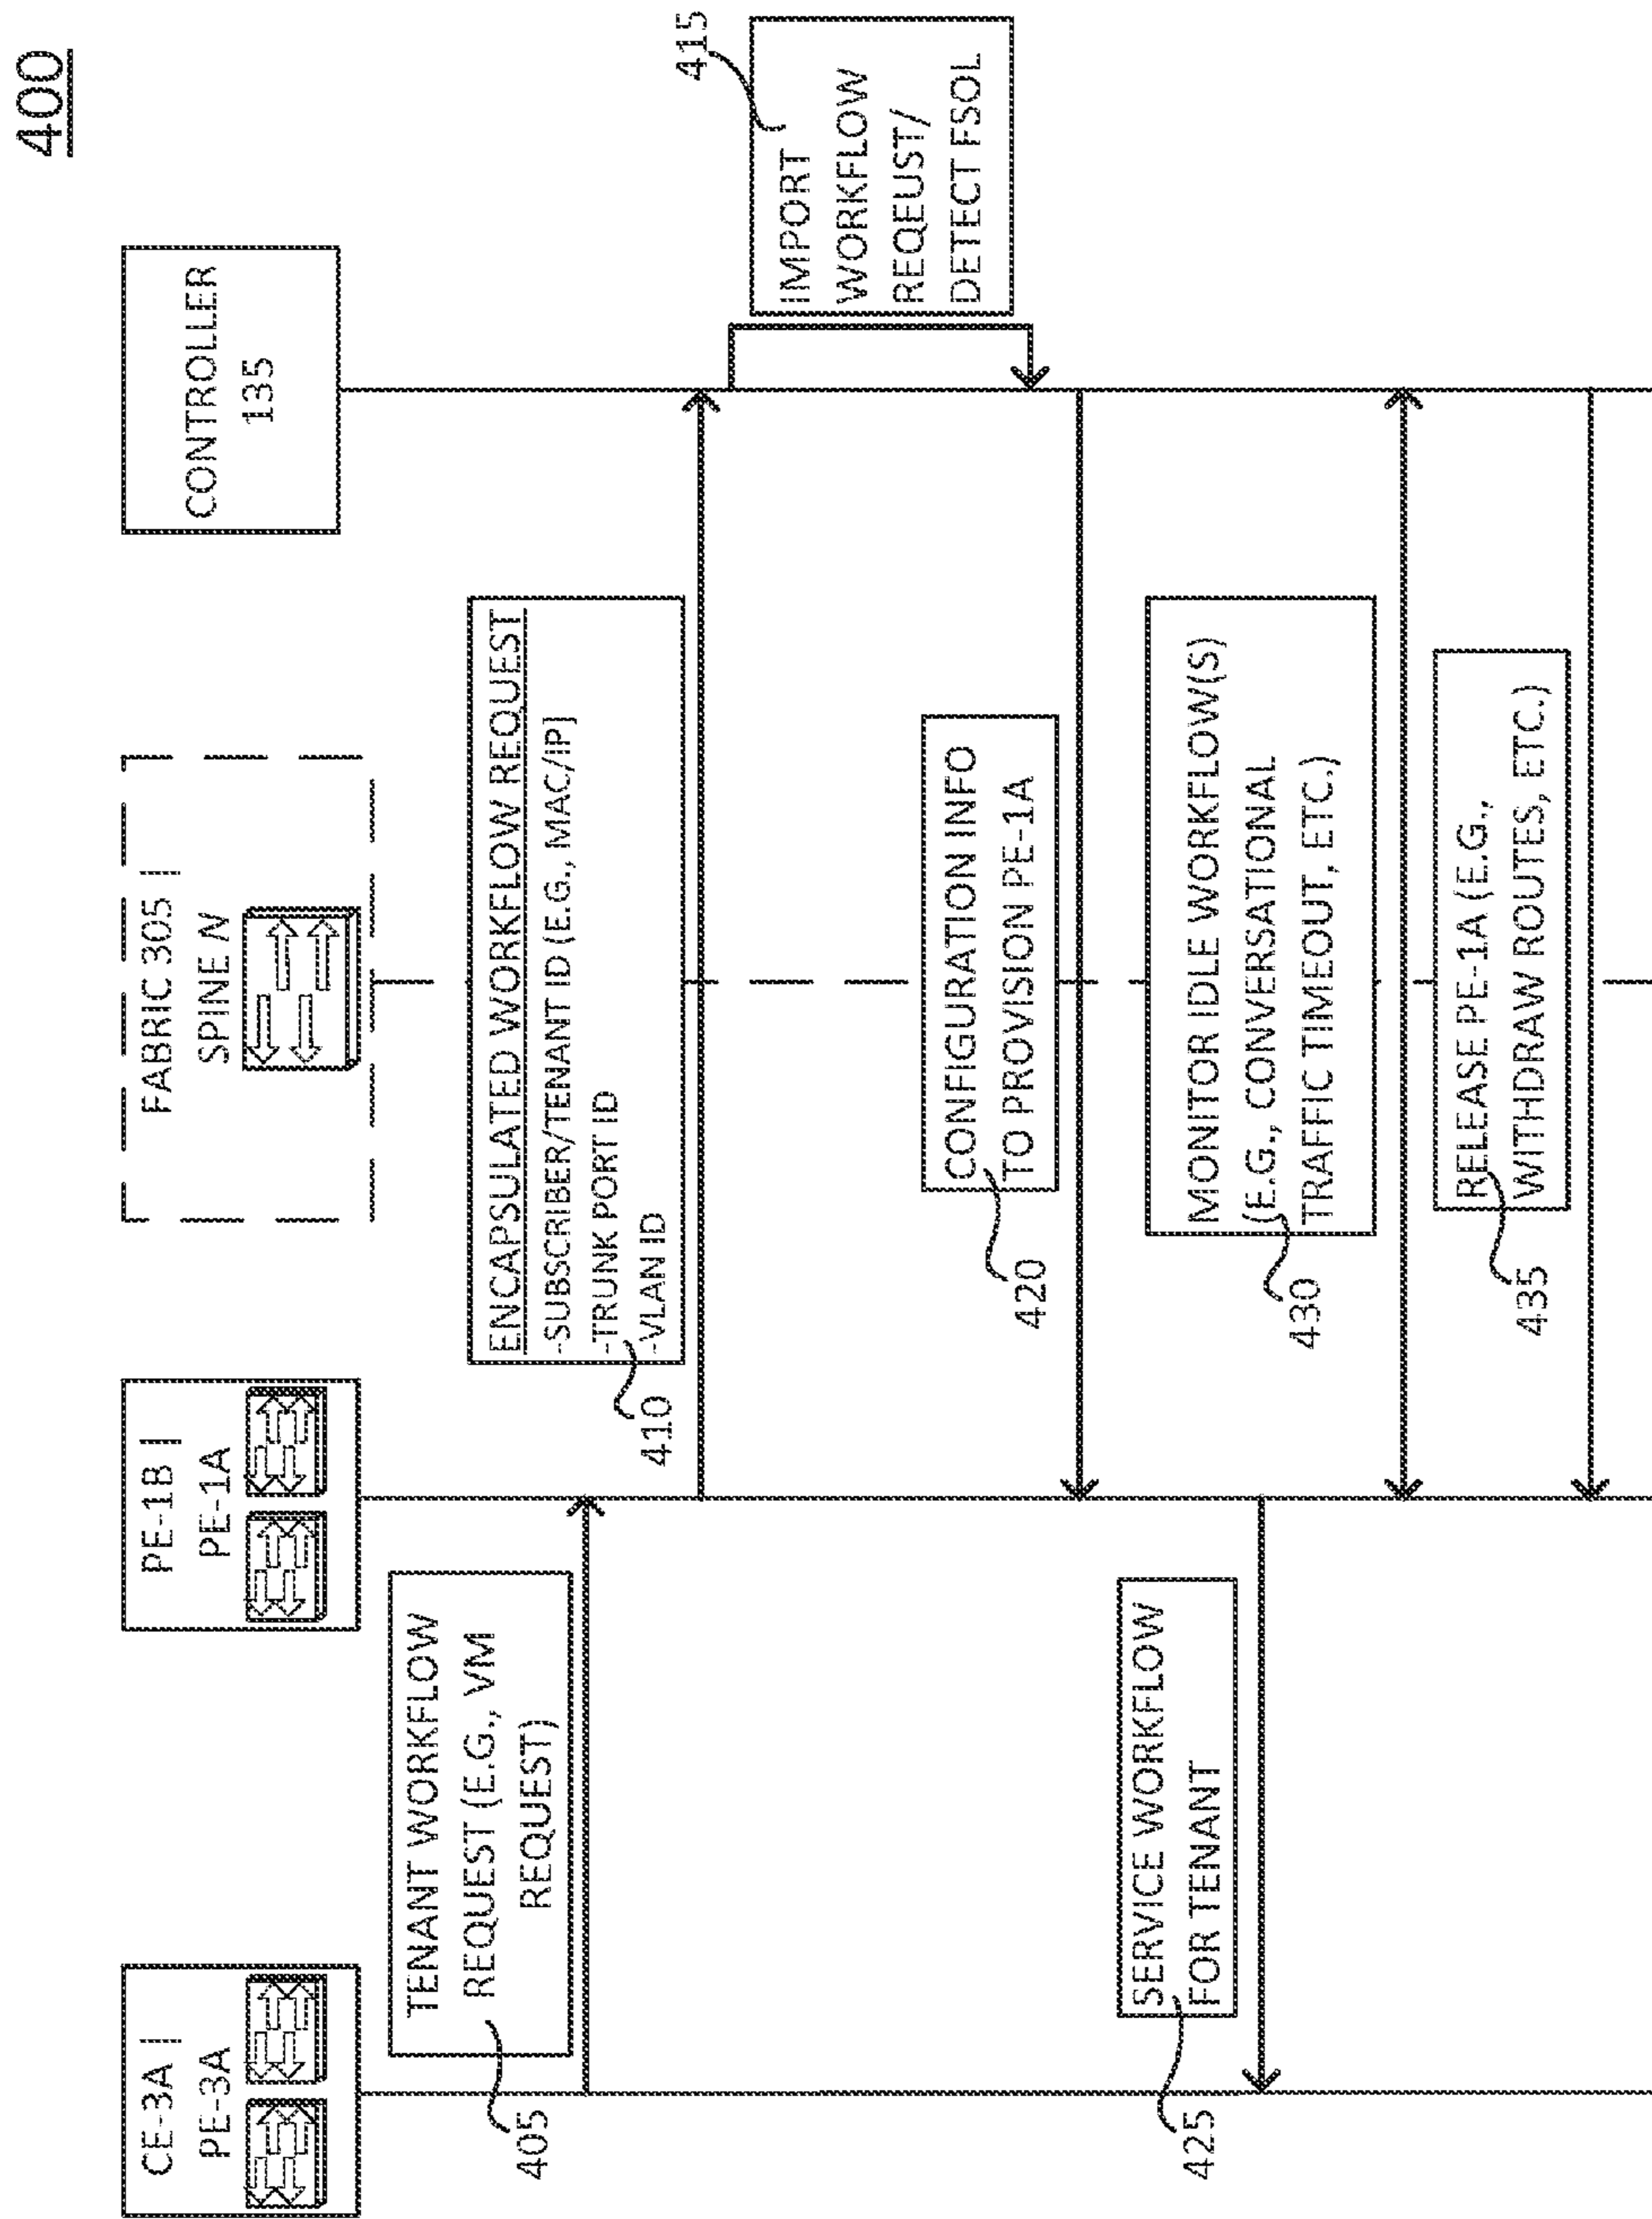 400
CE-3A |
PE-3A
PE-1B |
PE-1A
FABRIC 305 |
SPINE N
CONTROLLER
135
TENANT WORKFLOW
REQUEST (E.G., VM
REQUEST)
405
ENCAPSULATED WORKFLOW REQUEST
-SUBSCRIBER/TENANT ID (E.G., MAC/IP]
-TRUNK PORT ID
-VLAN ID
410
415
IMPORT
WORKFLOW
REQEUST/
DETECT FSOL
CONFIGURATION INFO
TO PROVISION PE-1A
420
SERVICE WORKFLOW
FOR TENANT
425
MONITOR IDLE WORKFLOW(S)
(E.G., CONVERSATIONAL
TRAFFIC TIMEOUT, ETC.)
430
RELEASE PE-1A (E.G.,
WITHDRAW ROUTES, ETC.)
435